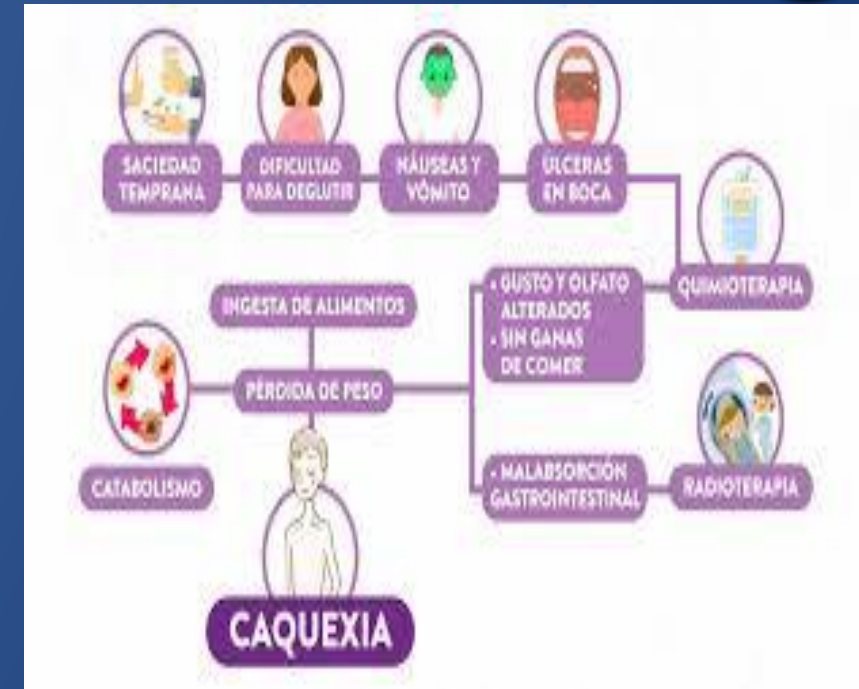 SACIEDAD
TEMPRANA
DIFICULTAD
PARA DEGLUTIR
NÁUSEAS Y
VÓMITO
ÚLCERAS
EN BOCA
QUIMIOTERAPIA
• GUSTO Y OLFATO
ALTERADOS
• SIN GANAS
DE COMER
INGESTA DE ALIMENTOS
PÉRDIDA DE PESO
CATABOLISMO
• MALABSORCIÓN
GASTROINTESTINAL
RADIOTERAPIA
CAQUEXIA